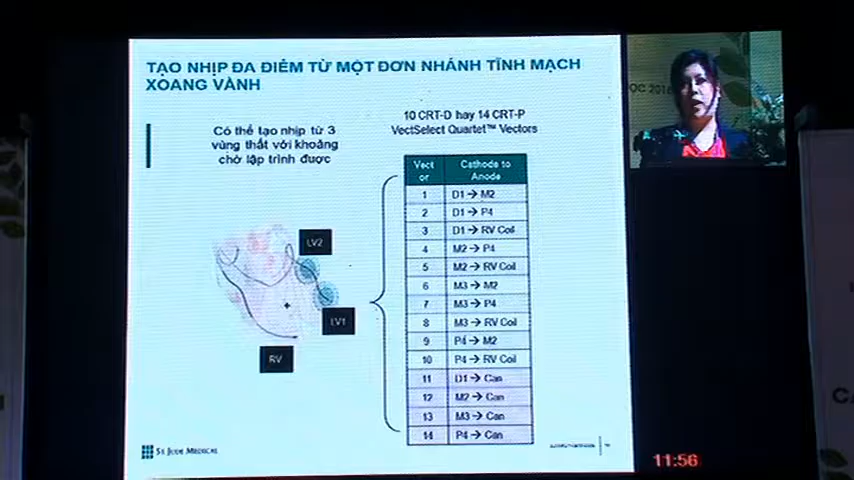 TẠO NHỊP ĐA ĐIỂM TỪ MỘT ĐƠN NHÁNH TĨNH MẠCH
XOANG VÀNH
Có thể tạo nhịp từ 3
vùng thất với khoảng
chờ lập trình được
10 CRT-D hay 14 CRT-P
VectSelect Quartet™ Vectors
Vect
or
Cathode to
Anode
1 D1 → M2
2 D1 → P4
3 D1 → RV Coil
4 M2 → P4
5 M2 → RV Coil
6 M3 → M2
7 M3 → P4
8 M3 → RV Coil
9 P4 → M2
10 P4 → RV Coil
11 D1 → Can
12 M2 → Can
13 M3 → Can
14 P4 → Can
LV2
LV1
RV
ST. JUDE MEDICAL
ỌC 2016
11:56